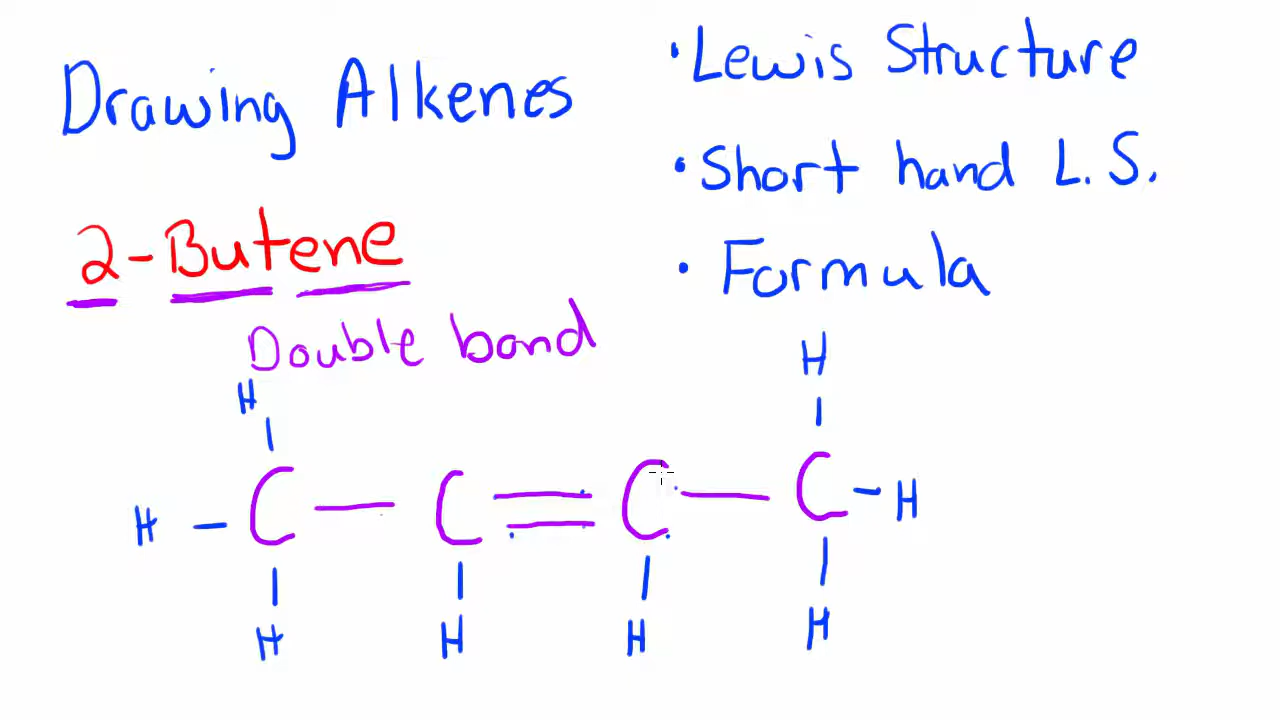 Drawing Alkenes
• Lewis Structure
• Short hand L.S.
• Formula
2-Butene
Double bond
H H
H - C - C = C - C - H
H H H H